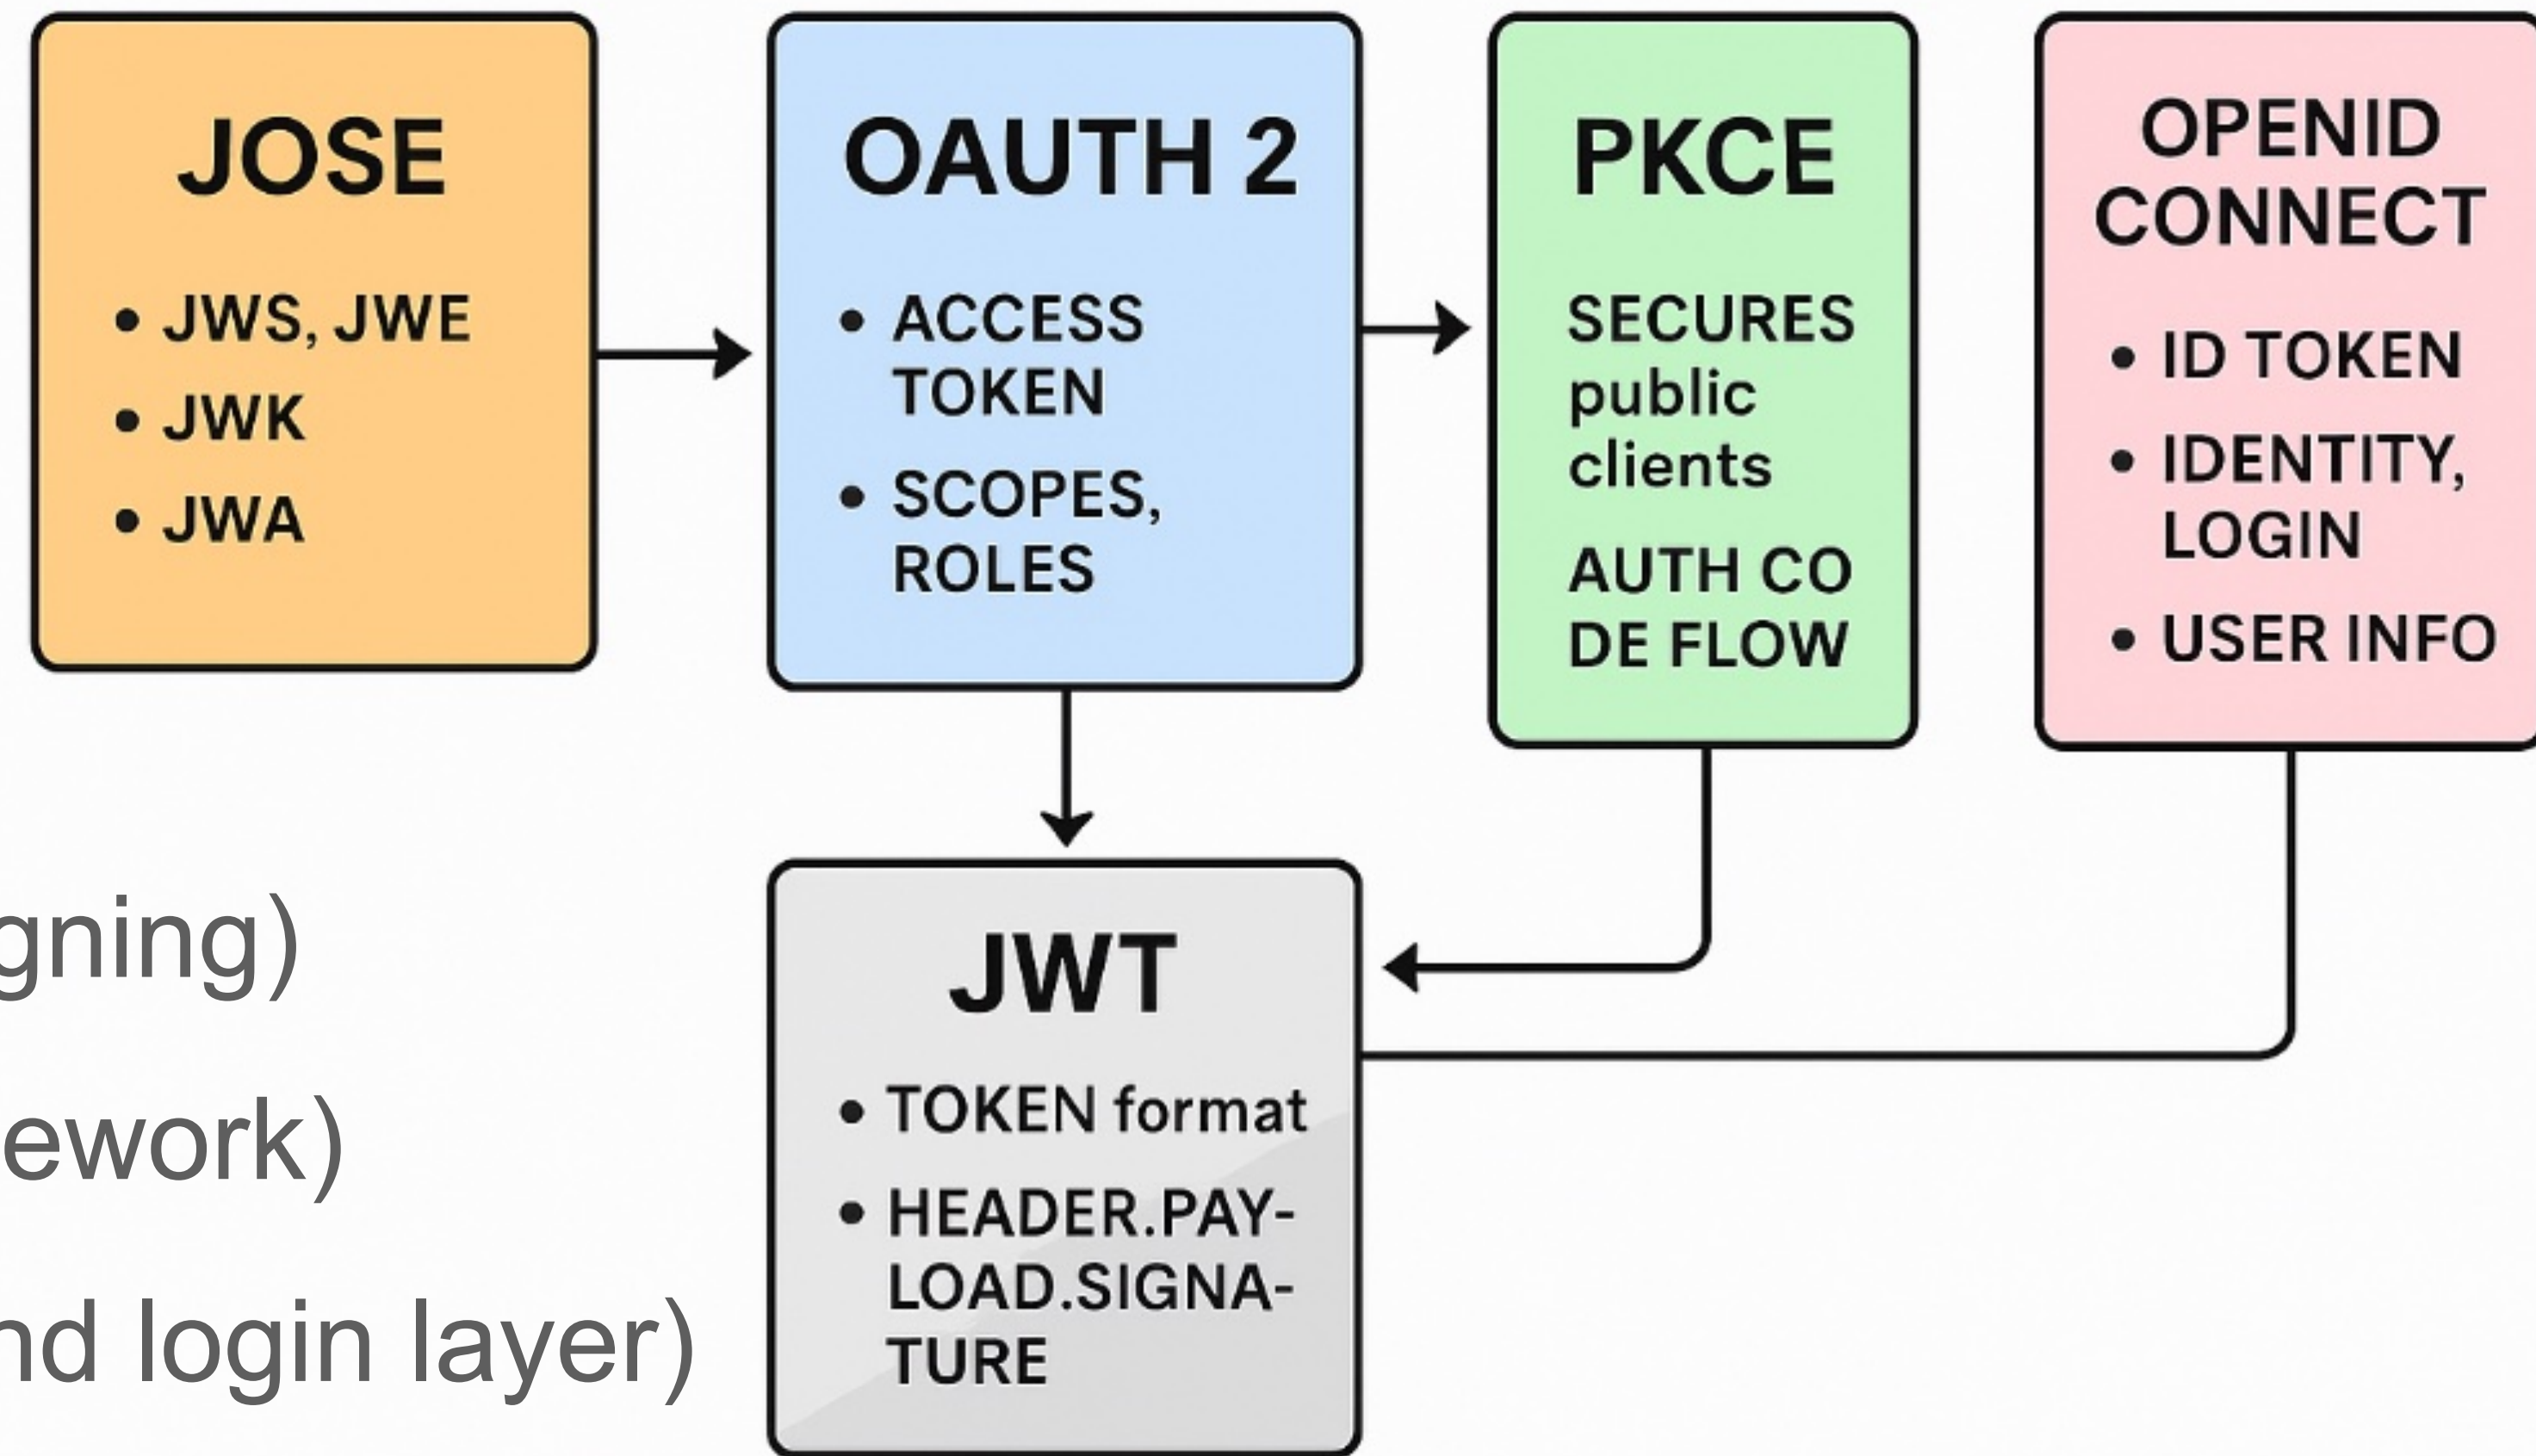 JOSE
• JWS, JWE
• JWK
• JWA
OAUTH 2
• ACCESS
TOKEN
• SCOPES,
ROLES
PKCE
SECURES
public
clients
AUTH CO
DE FLOW
OPENID
CONNECT
• ID TOKEN
• IDENTITY,
LOGIN
• USER INFO
JWT
• TOKEN format
• HEADER.PAY-
LOAD.SIGNA-
TURE
gning)
ework)
nd login layer)